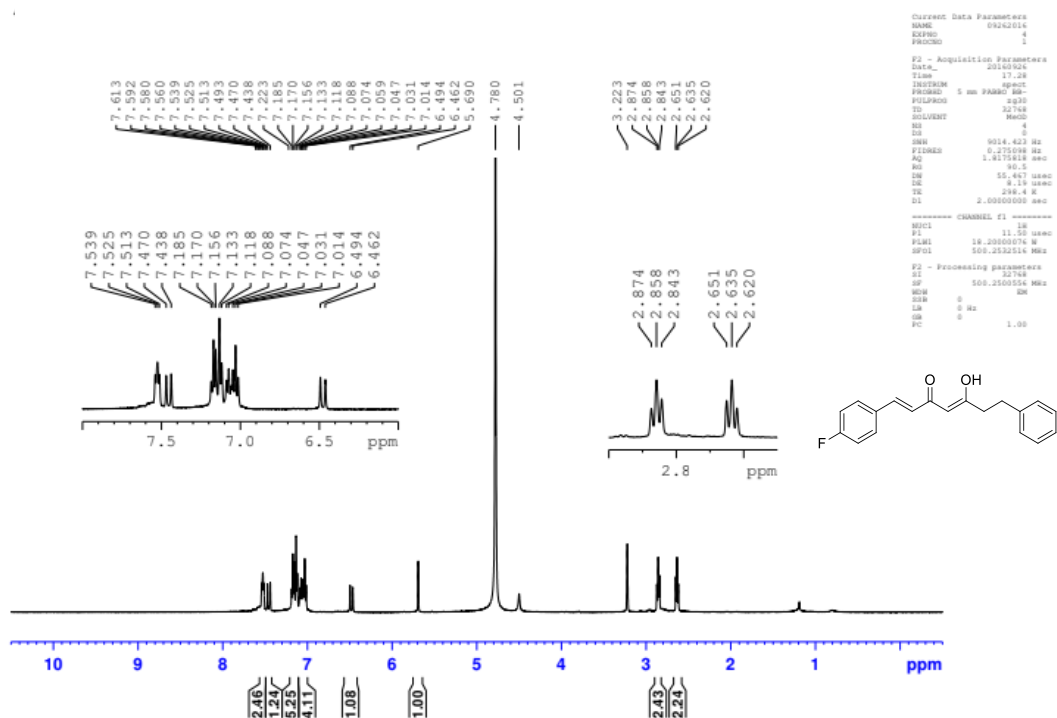 7.613
7.592
7.580
7.560
7.539
7.525
7.513
7.493
7.470
7.438
7.223
7.185
7.170
7.156
7.133
7.118
7.088
7.074
7.059
7.047
7.031
7.014
6.494
6.462
5.690
4.780
4.501
3.223
2.874
2.858
2.843
2.651
2.635
2.620
7.539
7.525
7.513
7.470
7.438
7.185
7.170
7.156
7.133
7.118
7.088
7.074
7.047
7.031
7.014
6.494
6.462
7.5 7.0 6.5 ppm
2.874
2.858
2.843
2.651
2.635
2.620
2.8 ppm
Current Data Parameters
NAME 09262016
EXPNO 4
PROCNO 1
F2 - Acquisition Parameters
Date_ 20160926
Time 17.28
INSTRUM spect
PROBHD 5 mm PABBO BB-
PULPROG zg30
TD 32768
SOLVENT MeOD
NS 4
DS 0
SWH 9014.423 Hz
FIDRES 0.275098 Hz
AQ 1.8175818 sec
RG 90.5
DW 55.467 usec
DE 8.19 usec
TE 298.4 K
D1 2.00000000 sec
======== CHANNEL f1 ========
NUC1 1H
P1 11.50 usec
PLW1 18.20000076 W
SFO1 500.2532516 MHz
F2 - Processing parameters
SI 32768
SF 500.2500556 MHz
WDW EM
SSB 0
LB 0 Hz
GB 0
PC 1.00
O OH
F
10 9 8 7 6 5 4 3 2 1 ppm
2.46
1.24
5.25
4.11
1.08
1.00
2.43
2.24